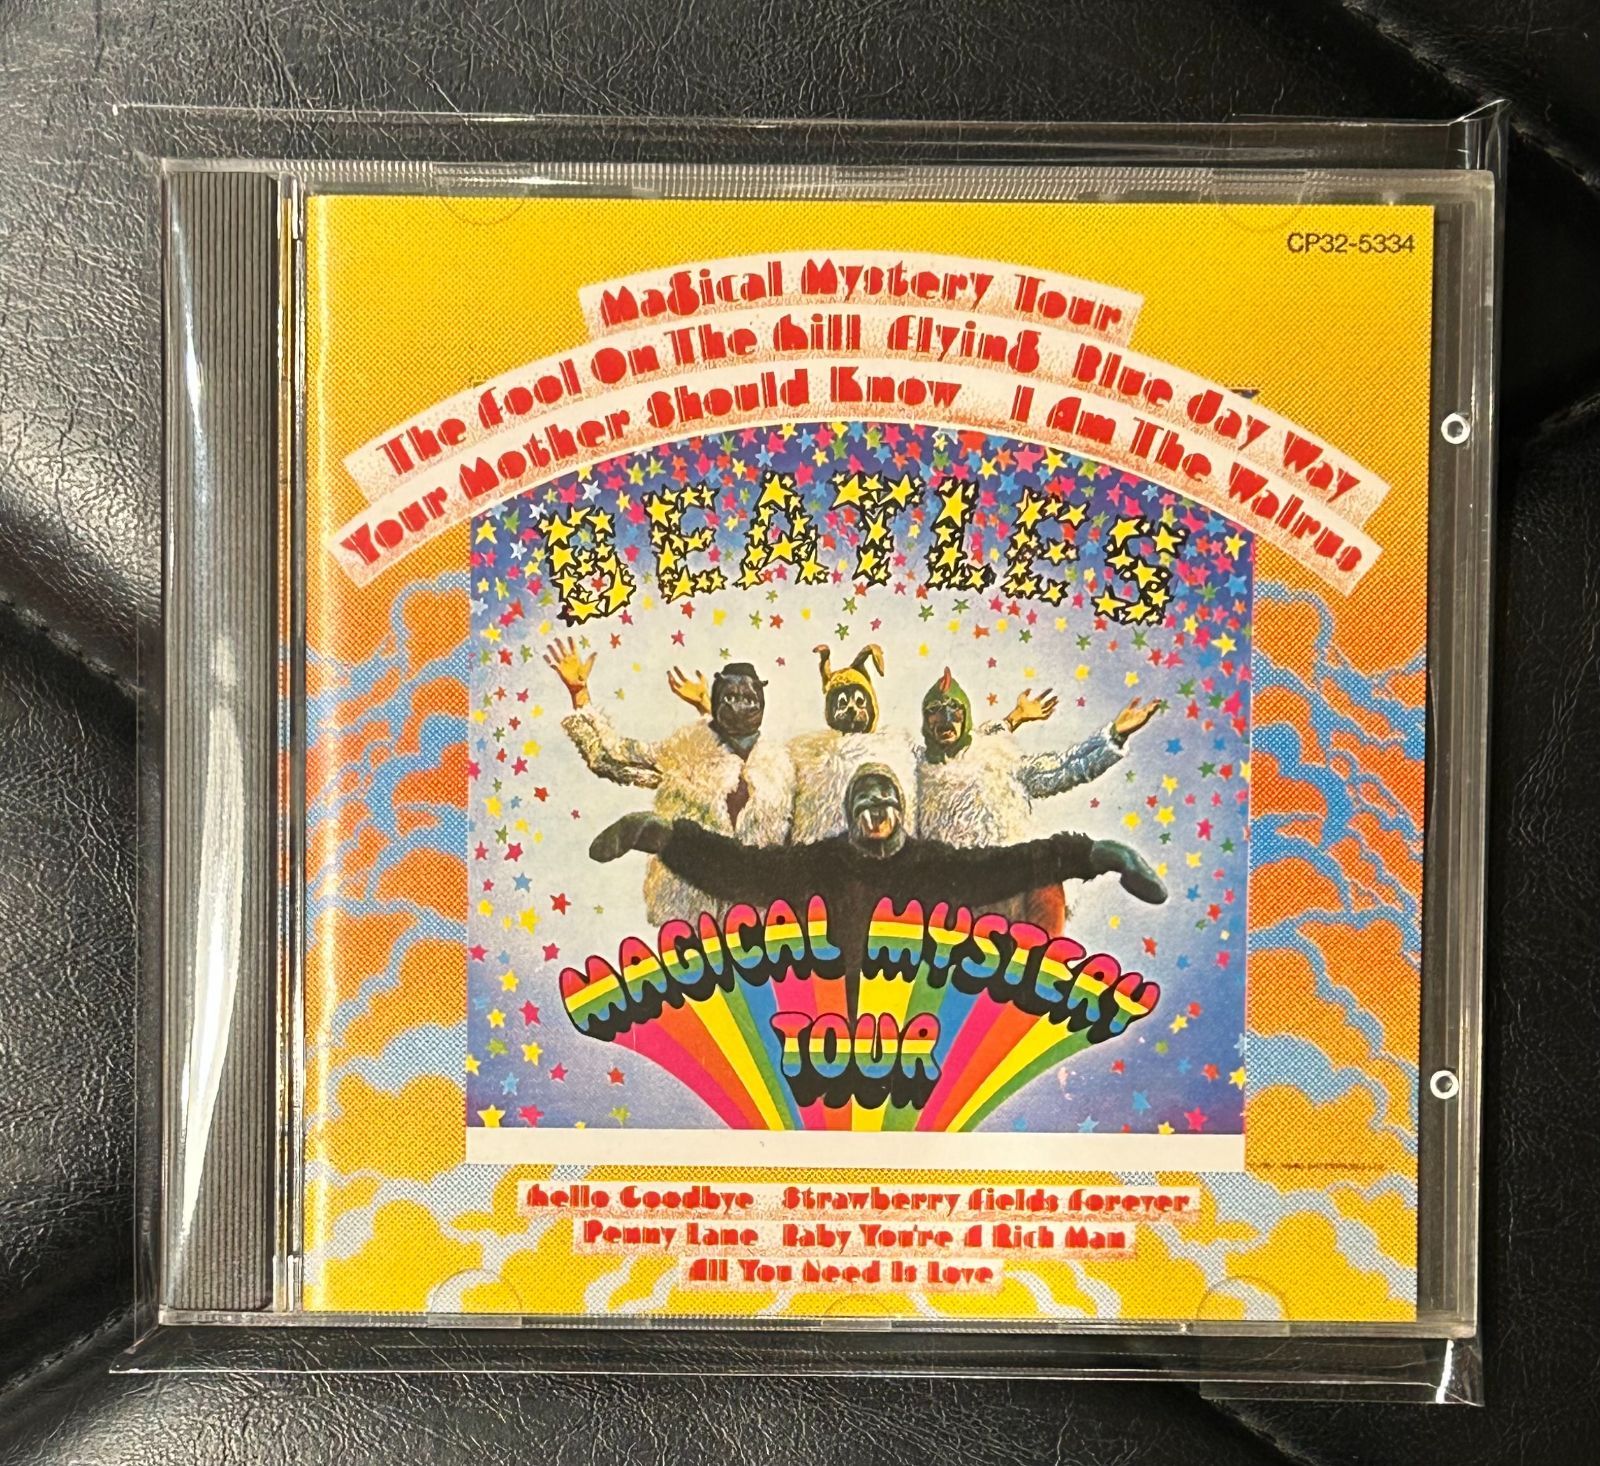 CP32-5334
Magical Mystery Tour
The Fool On The Hill Flying Blue Jay Way
Your Mother Should Know I Am The Walrus
BEATLES
MAGICAL MYSTERY
TOUR
Hello Goodbye Strawberry Fields Forever
Penny Lane Baby You're A Rich Man
All You Need Is Love